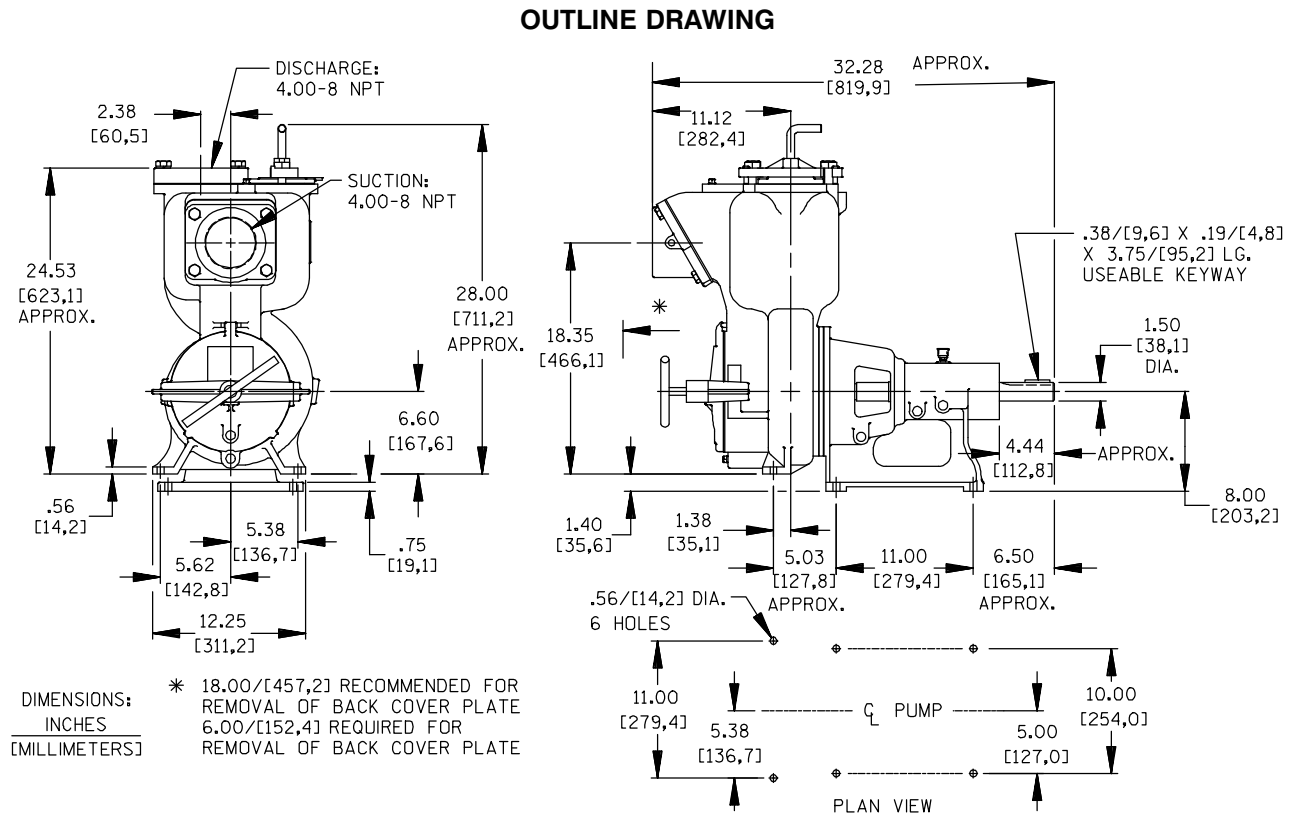 OUTLINE DRAWING
DISCHARGE:
4.00-8 NPT
2.38
[60,5]
SUCTION:
4.00-8 NPT
24.53
[623,1]
APPROX.
28.00
[711,2]
APPROX.
6.60
[167,6]
.56
[14,2]
5.38
[136,7]
.75
[19,1]
5.62
[142,8]
12.25
[311,2]
32.28
[819,9]
APPROX.
11.12
[282,4]
.38/[9,6] X .19/[4,8]
X 3.75/[95,2] LG.
USEABLE KEYWAY
*
18.35
[466,1]
1.50
[38,1]
DIA.
4.44
[112,8]
APPROX.
8.00
[203,2]
1.40
[35,6]
1.38
[35,1]
5.03
[127,8]
APPROX.
11.00
[279,4]
6.50
[165,1]
APPROX.
.56/[14,2] DIA.
6 HOLES
11.00
[279,4]
5.38
[136,7]
℄ PUMP
10.00
[254,0]
5.00
[127,0]
PLAN VIEW
DIMENSIONS:
INCHES
[MILLIMETERS]
* 18.00/[457,2] RECOMMENDED FOR
REMOVAL OF BACK COVER PLATE
6.00/[152,4] REQUIRED FOR
REMOVAL OF BACK COVER PLATE